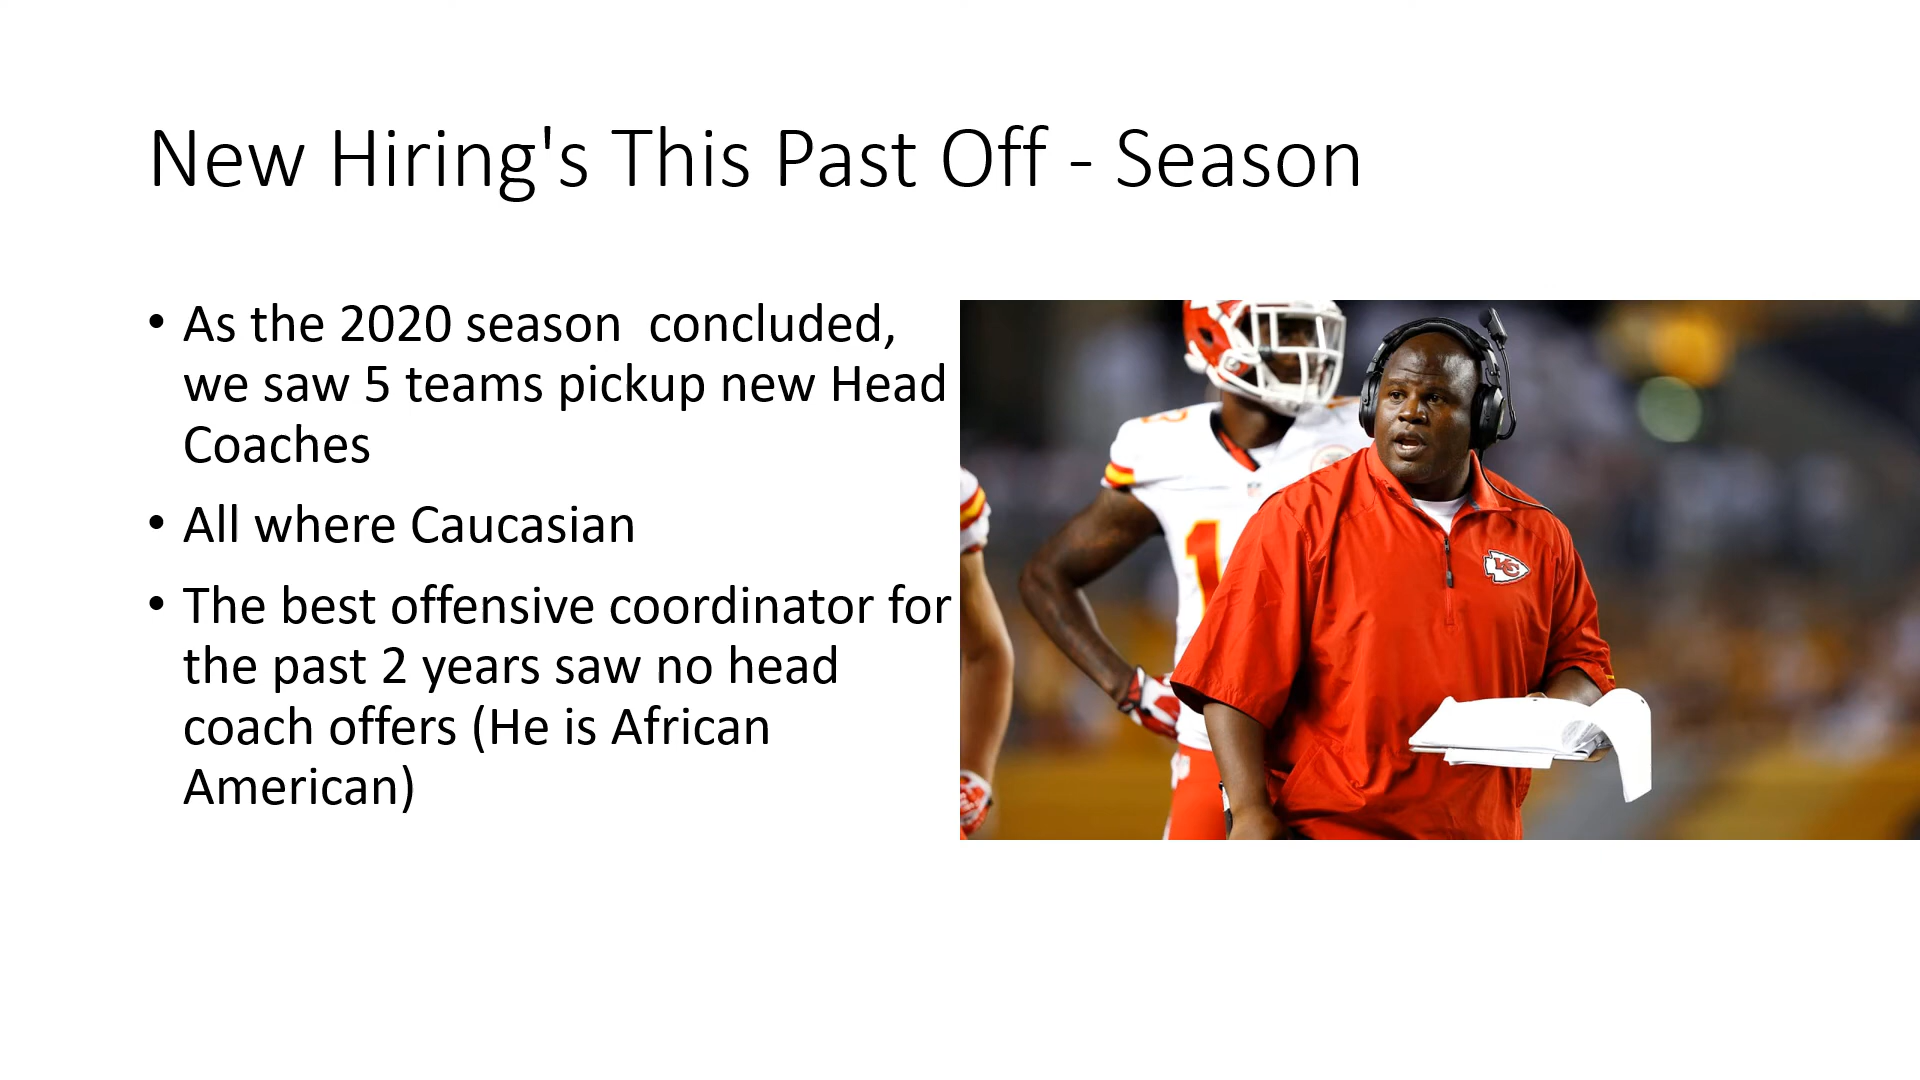 New Hiring's This Past Off - Season
• As the 2020 season  concluded,
we saw 5 teams pickup new Head
Coaches
• All where Caucasian
• The best offensive coordinator for
the past 2 years saw no head
coach offers (He is African
American)
KC